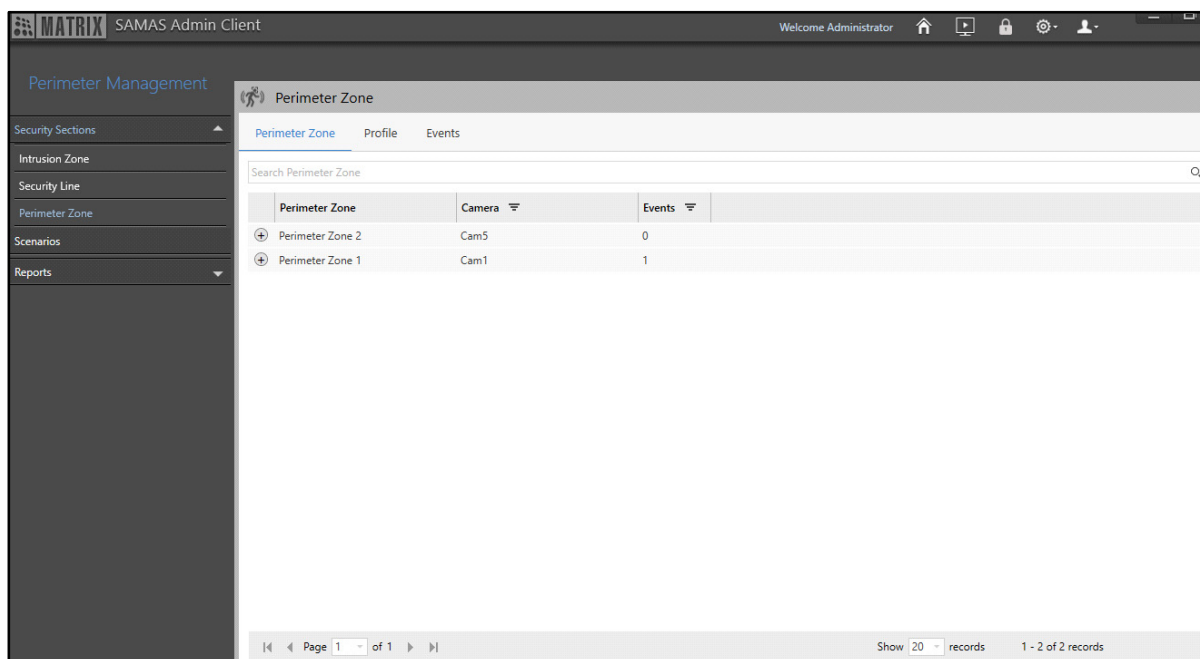 MATRIX SAMAS Admin Client
Welcome Administrator
Perimeter Management
Security Sections
Intrusion Zone
Security Line
Perimeter Zone
Scenarios
Reports
Perimeter Zone
Perimeter Zone Profile Events
Search Perimeter Zone
Perimeter Zone Camera Events
Perimeter Zone 2 Cam5 0
Perimeter Zone 1 Cam1 1
Page 1 of 1
Show 20 records 1 - 2 of 2 records